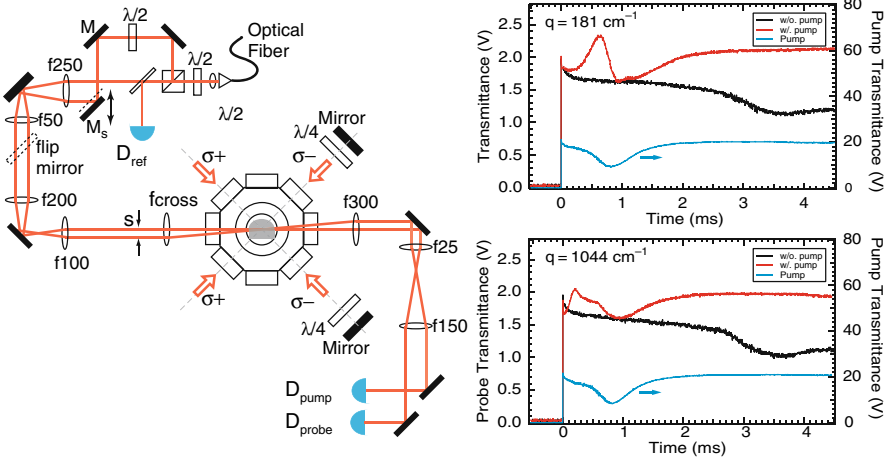 M
λ/2
λ/2
Optical
Fiber
f250
λ/2
M_s
f50
D_ref
flip
mirror
f200
f100
s
fcross
σ+
σ−
λ/4
Mirror
f300
f25
σ+
σ−
λ/4
Mirror
f150
D_pump
D_probe
q = 181 cm⁻¹
w/o. pump
w/. pump
Pump
Transmittance (V)
2.5
2.0
1.5
1.0
0.5
0.0
80
60
40
20
0
Pump Transmittance (V)
0
1
2
3
4
Time (ms)
q = 1044 cm⁻¹
w/o. pump
w/. pump
Pump
Probe Transmittance (V)
2.5
2.0
1.5
1.0
0.5
0.0
80
60
40
20
0
Pump Transmittance (V)
0
1
2
3
4
Time (ms)